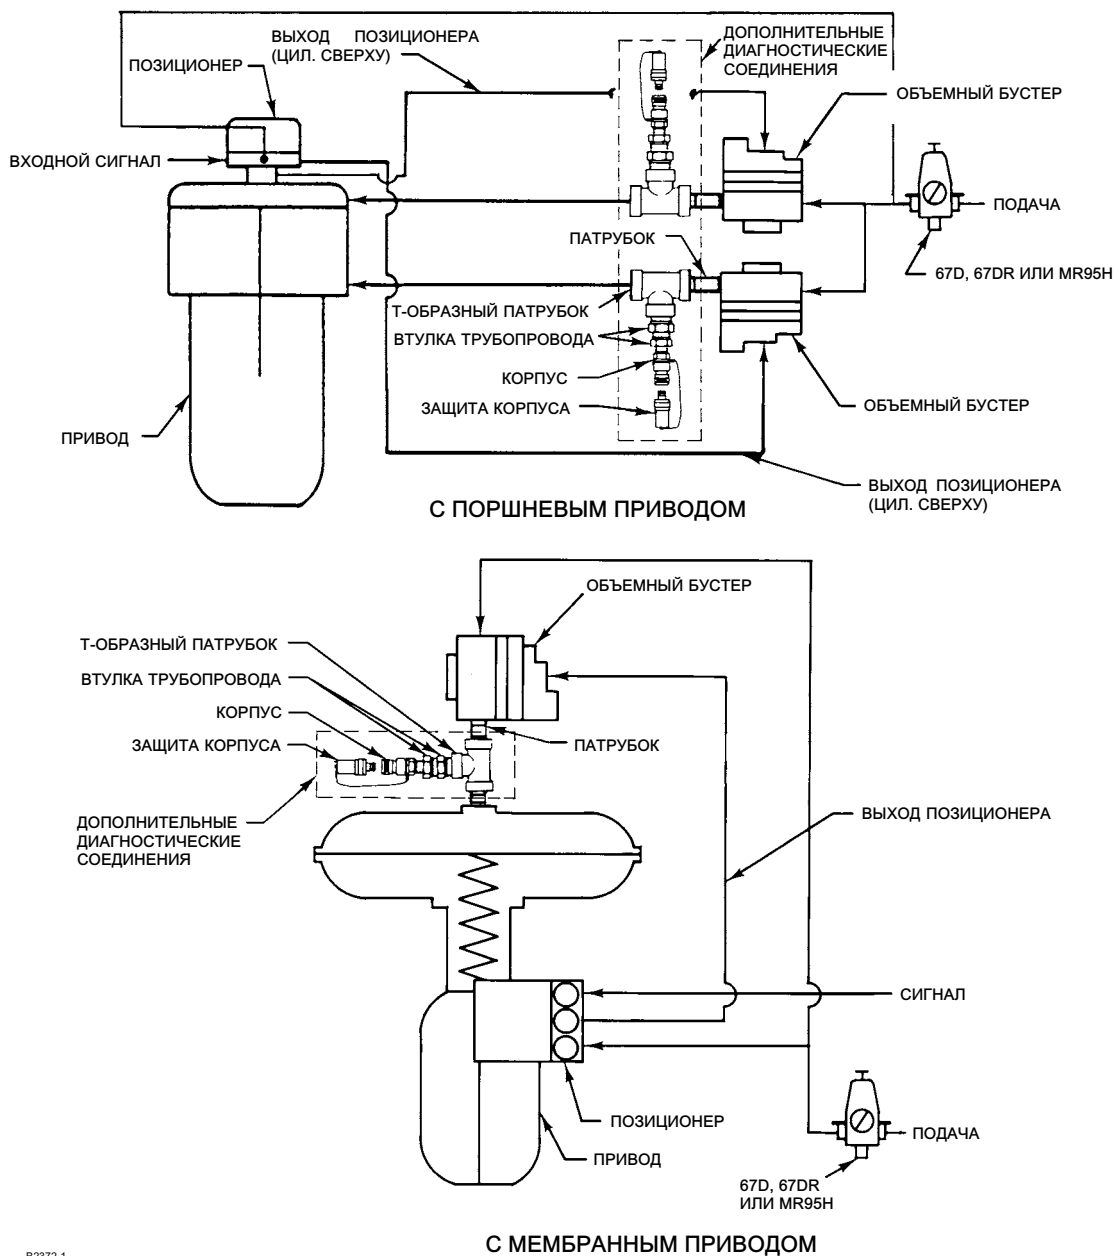 ВЫХОД ПОЗИЦИОНЕРА
(ЦИЛ. СВЕРХУ)
ДОПОЛНИТЕЛЬНЫЕ
ДИАГНОСТИЧЕСКИЕ
СОЕДИНЕНИЯ
ПОЗИЦИОНЕР
ОБЪЕМНЫЙ БУСТЕР
ВХОДНОЙ СИГНАЛ
ПОДАЧА
ПАТРУБОК
67D, 67DR ИЛИ MR95H
Т-ОБРАЗНЫЙ ПАТРУБОК
ВТУЛКА ТРУБОПРОВОДА
КОРПУС
ЗАЩИТА КОРПУСА
ОБЪЕМНЫЙ БУСТЕР
ПРИВОД
ВЫХОД ПОЗИЦИОНЕРА
(ЦИЛ. СВЕРХУ)
С ПОРШНЕВЫМ ПРИВОДОМ
ОБЪЕМНЫЙ БУСТЕР
Т-ОБРАЗНЫЙ ПАТРУБОК
ВТУЛКА ТРУБОПРОВОДА
КОРПУС
ЗАЩИТА КОРПУСА
ПАТРУБОК
ДОПОЛНИТЕЛЬНЫЕ
ДИАГНОСТИЧЕСКИЕ
СОЕДИНЕНИЯ
ВЫХОД ПОЗИЦИОНЕРА
СИГНАЛ
ПОЗИЦИОНЕР
ПОДАЧА
ПРИВОД
67D, 67DR
ИЛИ MR95H
С МЕМБРАННЫМ ПРИВОДОМ